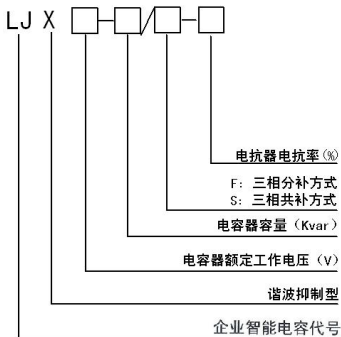 LJ X □-□/□-□
电抗器电抗率(%)
F: 三相分补方式
S: 三相共补方式
电容器容量（Kvar）
电容器额定工作电压（V）
谐波抑制型
企业智能电容代号